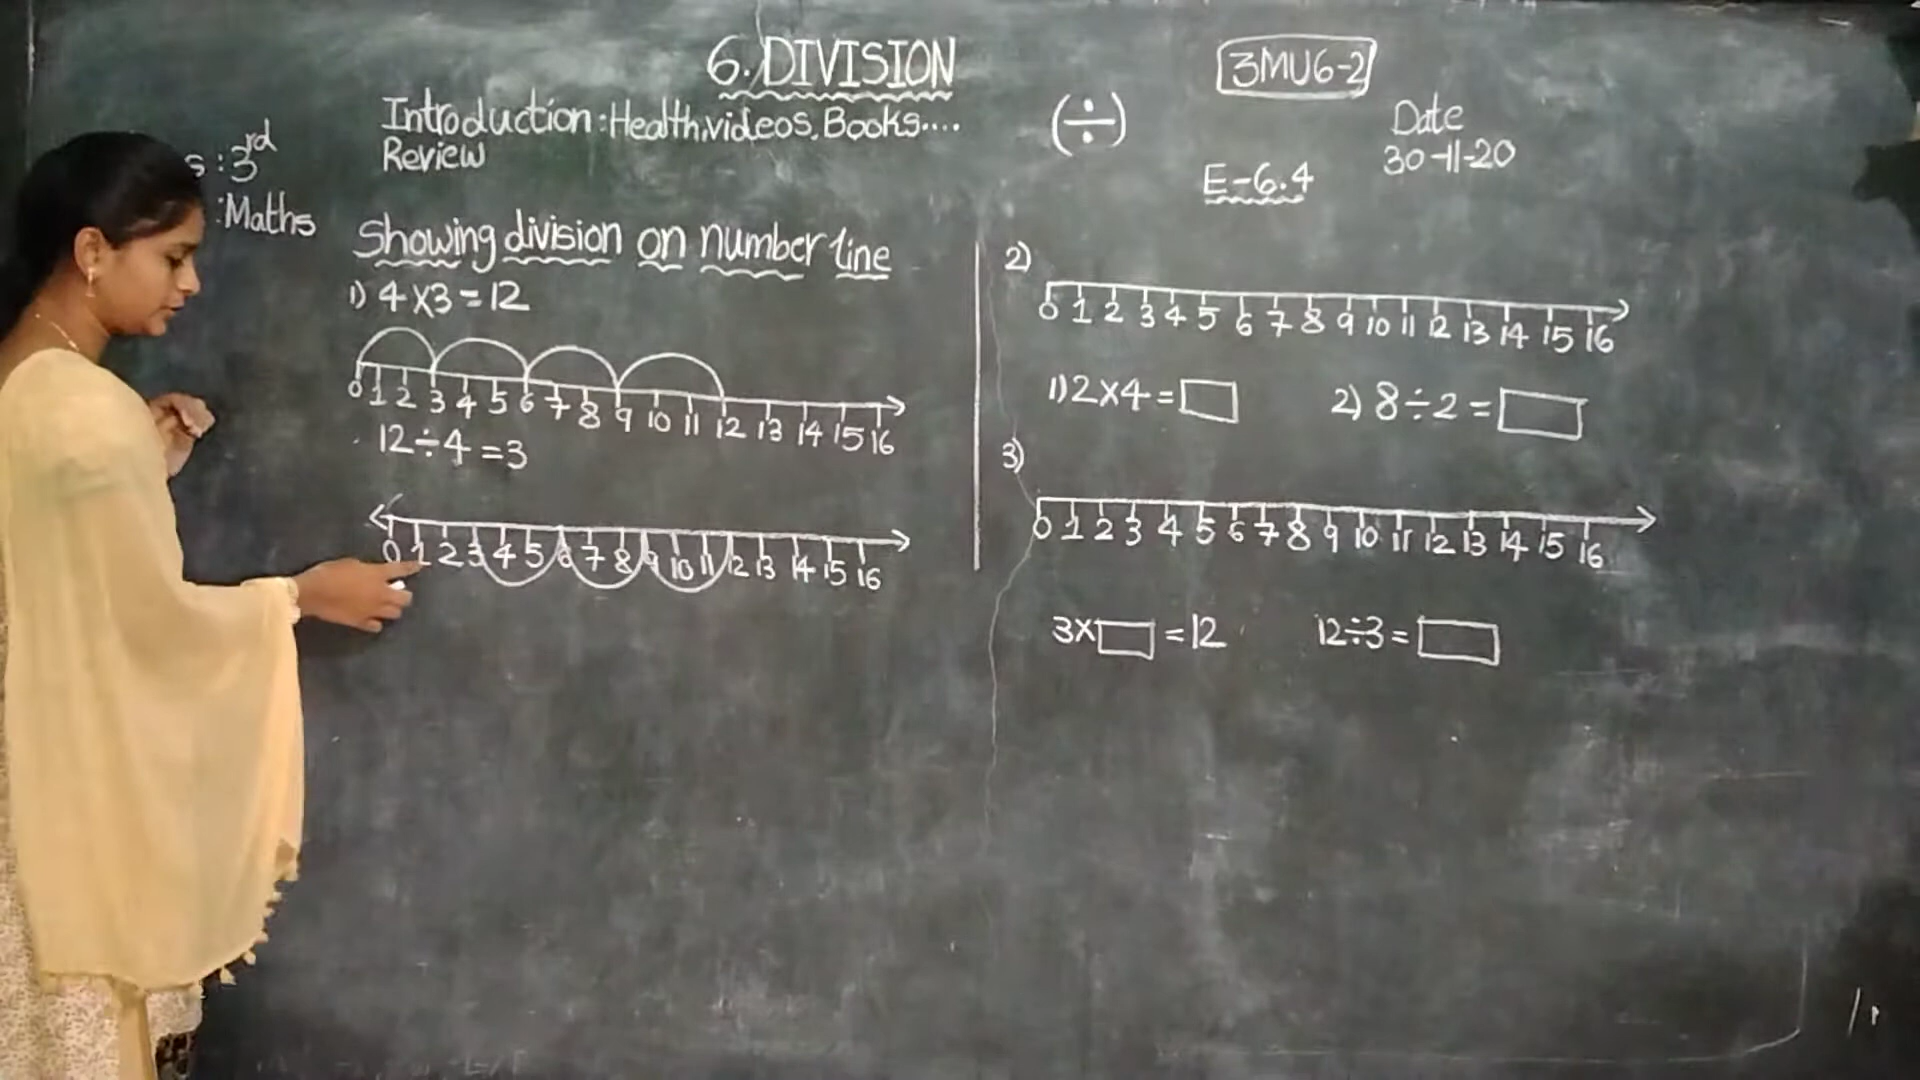 6. DIVISION
3MU6-2
Introduction: Health, videos, Books....
Review
(÷)
Date
30-11-20
s : 3rd
: Maths
E-6.4
Showing division on number line
1) 4 x 3 = 12
0 1 2 3 4 5 6 7 8 9 10 11 12 13 14 15 16
12 ÷ 4 = 3
0 1 2 3 4 5 6 7 8 9 10 11 12 13 14 15 16
2)
0 1 2 3 4 5 6 7 8 9 10 11 12 13 14 15 16
1) 2 x 4 = 
2) 8 ÷ 2 = 
3)
0 1 2 3 4 5 6 7 8 9 10 11 12 13 14 15 16
3 x = 12
12 ÷ 3 =